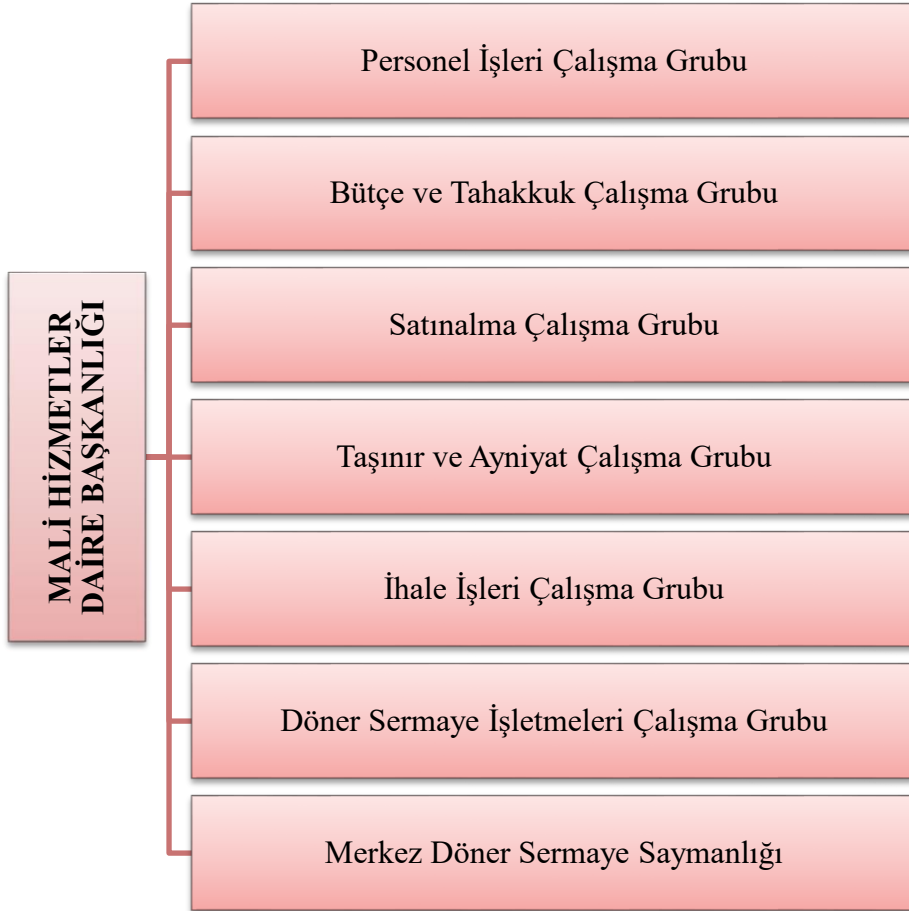 MALİ HİZMETLER
DAİRE BAŞKANLIĞI
Personel İşleri Çalışma Grubu
Bütçe ve Tahakkuk Çalışma Grubu
Satınalma Çalışma Grubu
Taşınır ve Ayniyat Çalışma Grubu
İhale İşleri Çalışma Grubu
Döner Sermaye İşletmeleri Çalışma Grubu
Merkez Döner Sermaye Saymanlığı